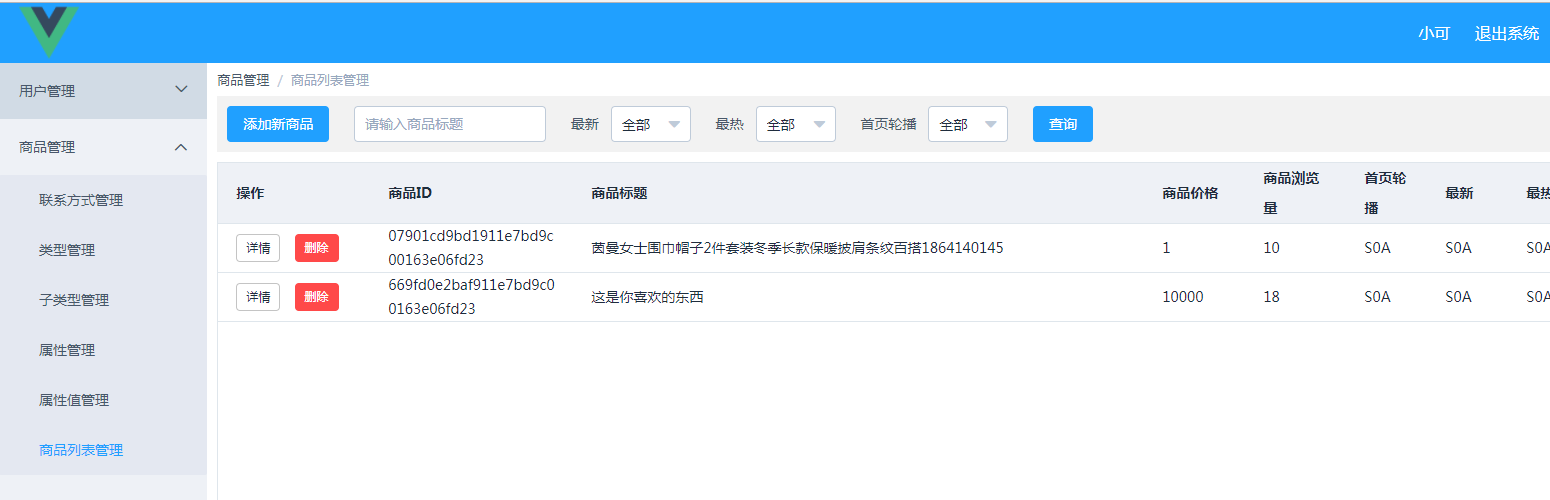 小可 退出系统
用户管理
商品管理
联系方式管理
类型管理
子类型管理
属性管理
属性值管理
商品列表管理
商品管理 / 商品列表管理
添加新商品 请输入商品标题 最新 全部 最热 全部 首页轮播 全部 查询
操作 商品ID 商品标题 商品价格 商品浏览
量 首页轮
播 最新 最热
详情 删除 07901cd9bd1911e7bd9c
00163e06fd23 茵曼女士围巾帽子2件套装冬季长款保暖披肩条纹百搭1864140145 1 10 S0A S0A S0A
详情 删除 669fd0e2baf911e7bd9c0
0163e06fd23 这是你喜欢的东西 10000 18 S0A S0A S0A